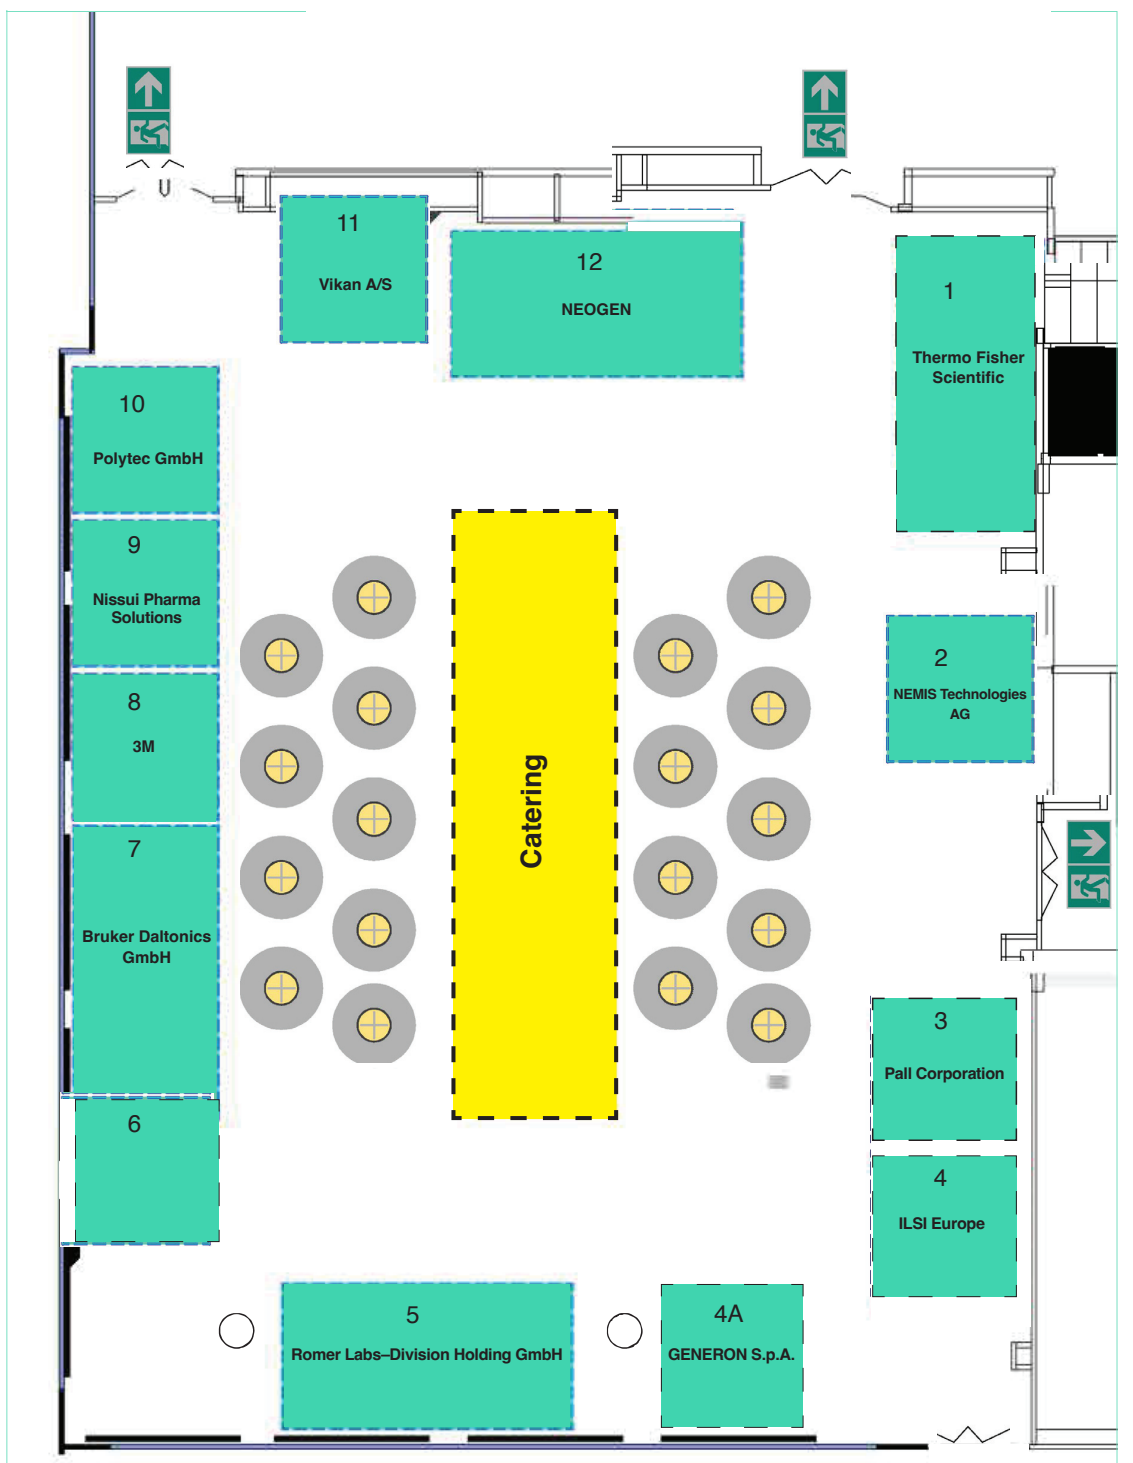 11
Vikan A/S
12
NEOGEN
1
Thermo Fisher
Scientific
10
Polytec GmbH
9
Nissui Pharma
Solutions
2
NEMIS Technologies
AG
8
3M
Catering
7
Bruker Daltonics
GmbH
3
Pall Corporation
6
4
ILSI Europe
5
Romer Labs–Division Holding GmbH
4A
GENERON S.p.A.